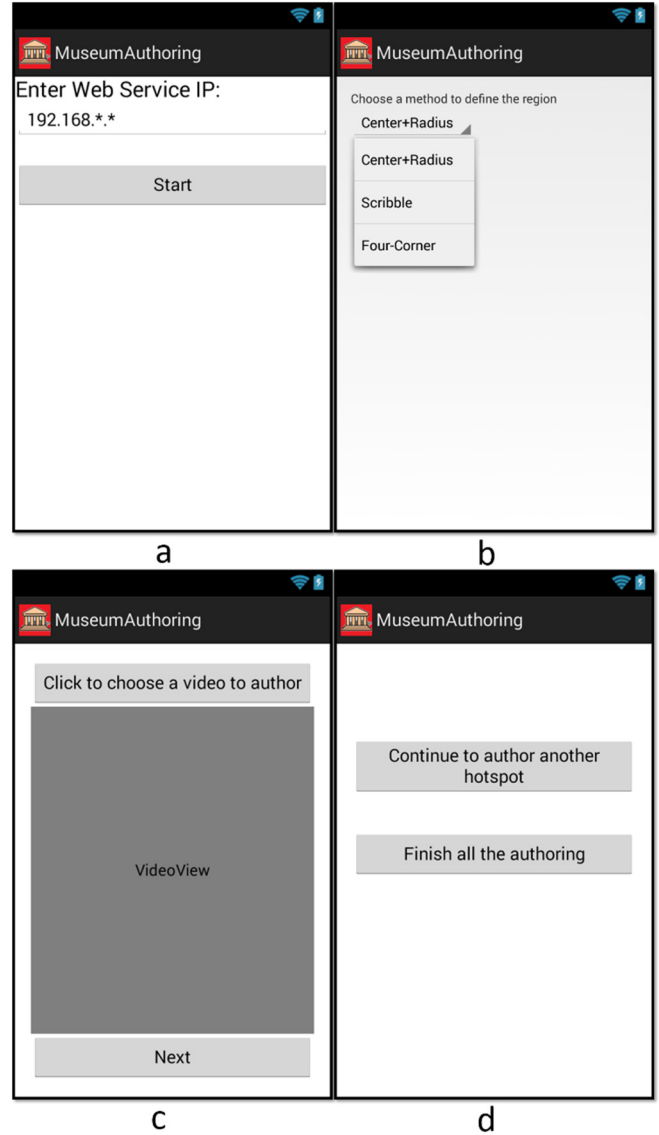 MuseumAuthoring
Enter Web Service IP:
192.168.*.*
Start
a
MuseumAuthoring
Choose a method to define the region
Center+Radius
Center+Radius
Scribble
Four-Corner
b
MuseumAuthoring
Click to choose a video to author
VideoView
Next
c
MuseumAuthoring
Continue to author another
hotspot
Finish all the authoring
d